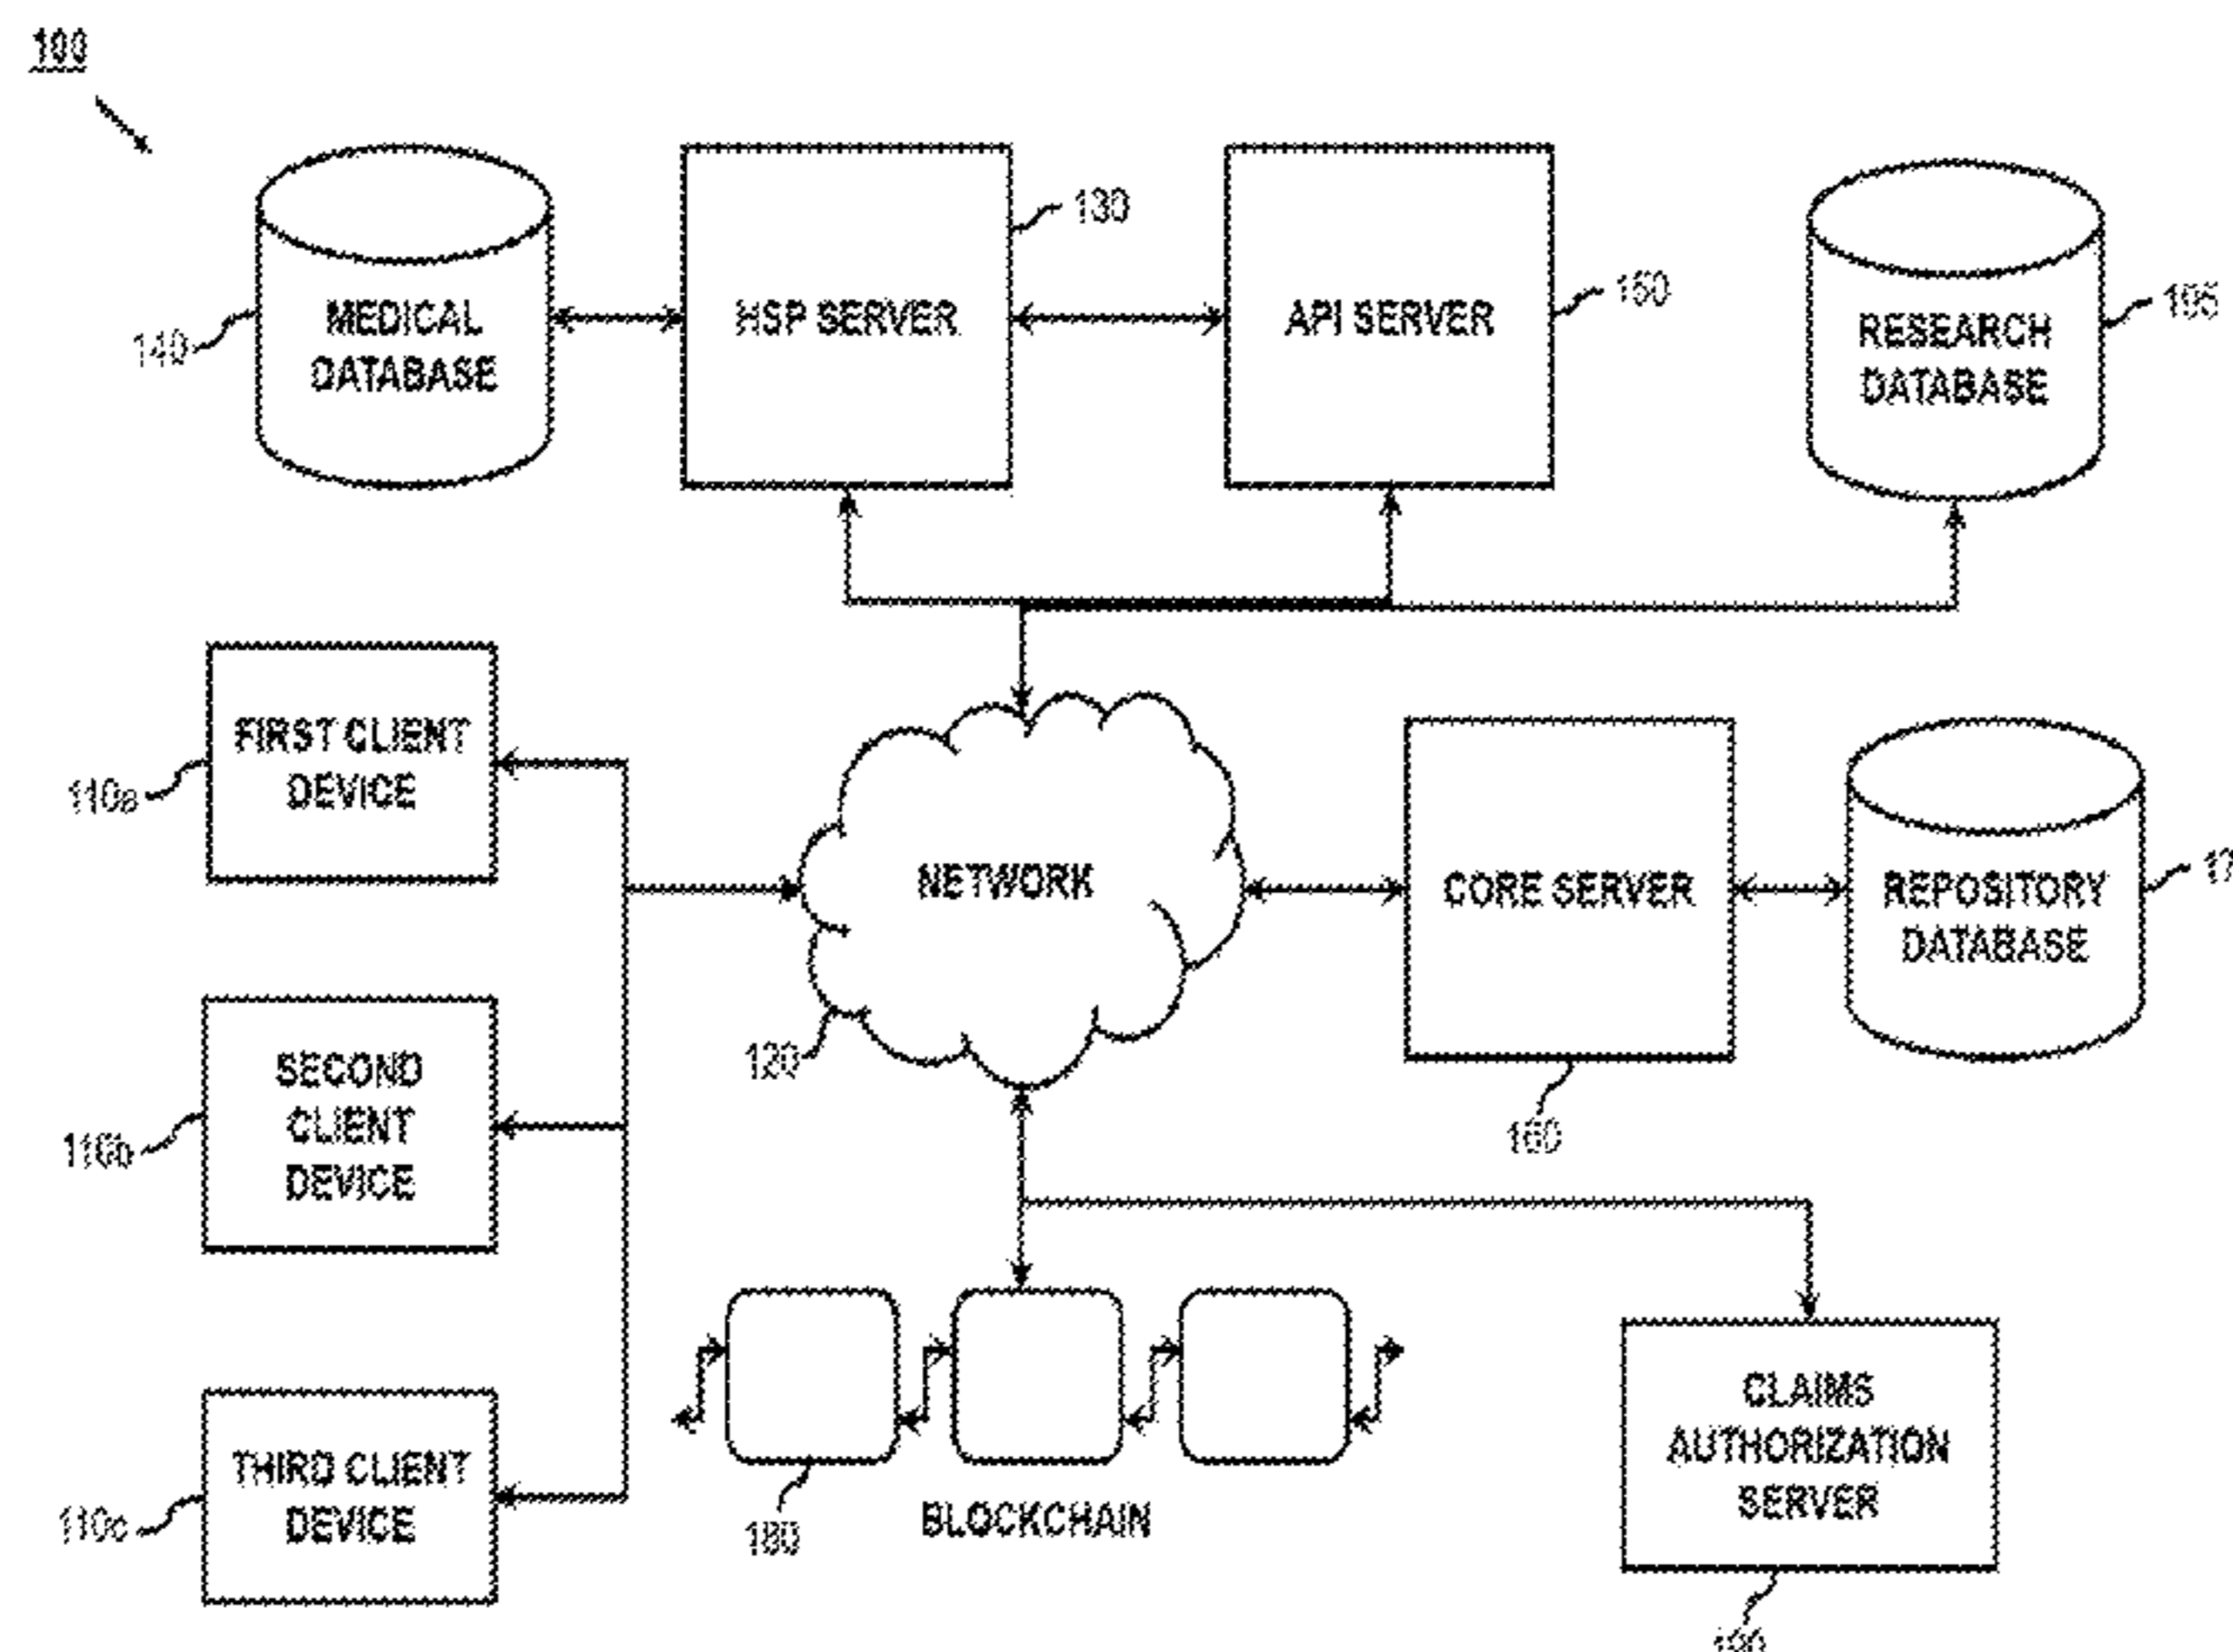 100
130
150
195
140
MEDICAL
DATABASE
HSP SERVER
API SERVER
RESEARCH
DATABASE
FIRST CLIENT
DEVICE
110a
NETWORK
CORE SERVER
REPOSITORY
DATABASE
120
160
SECOND
CLIENT
DEVICE
110b
THIRD CLIENT
DEVICE
110c
180
BLOCKCHAIN
CLAIMS
AUTHORIZATION
SERVER
190